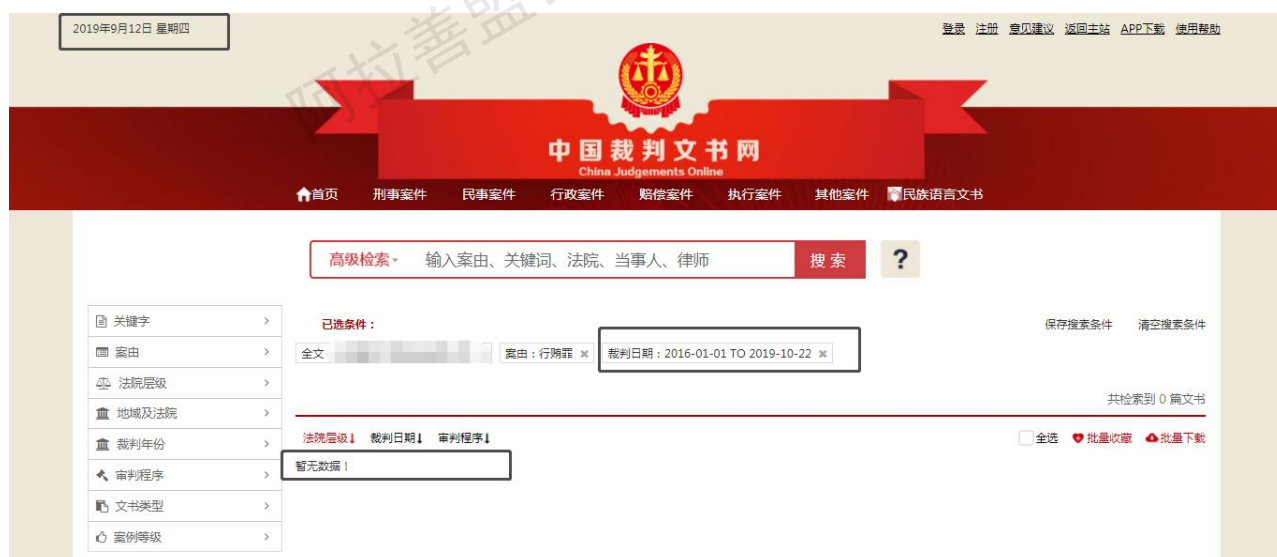 2019年9月12日 星期四
登录 注册 意见建议 返回主站 APP下载 使用帮助
阿拉善盟
中国裁判文书网
China Judgements Online
首页 刑事案件 民事案件 行政案件 赔偿案件 执行案件 其他案件 民族语言文书
高级检索 输入案由、关键词、法院、当事人、律师 搜索 ?
关键字
案由
法院层级
地域及法院
裁判年份
审判程序
文书类型
案例等级
已选条件:
保存搜索条件 清空搜索条件
全文
案由:行贿罪 ×
裁判日期:2016-01-01 TO 2019-10-22 ×
共检索到 0 篇文书
法院层级↓ 裁判日期↓ 审判程序↓
全选 批量收藏 批量下载
暂无数据!